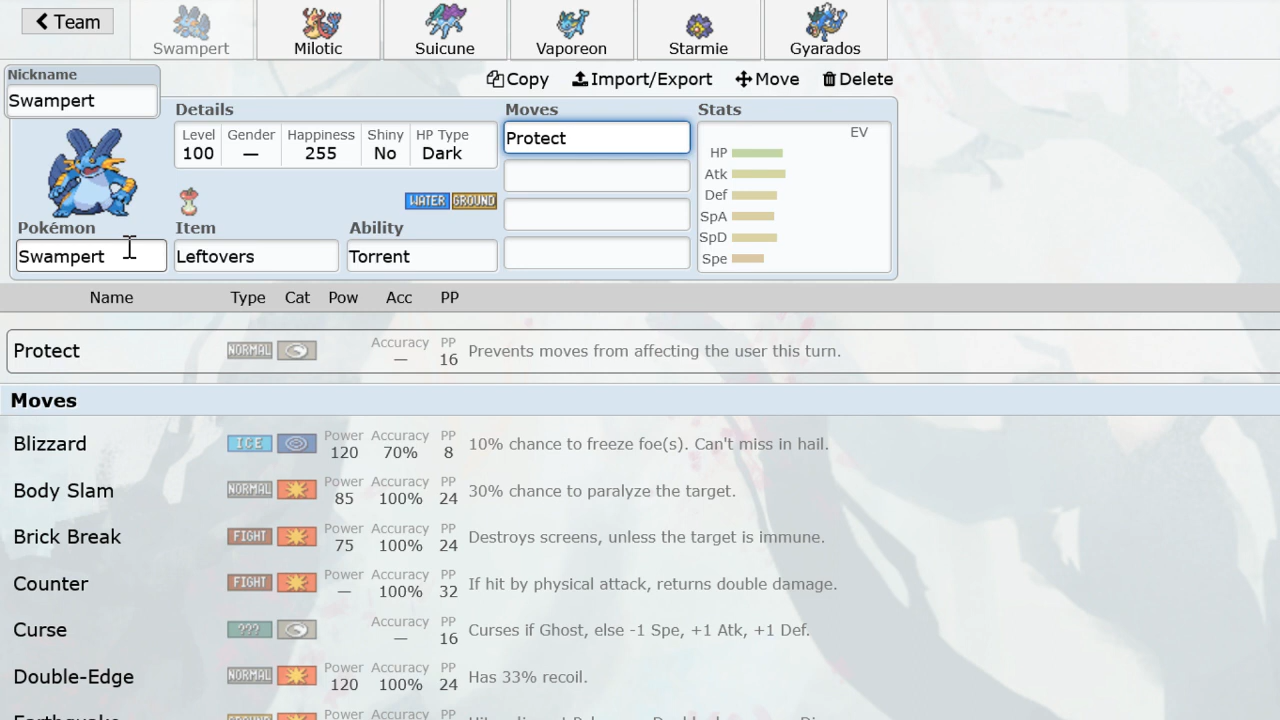 Team
Swampert
Milotic
Suicune
Vaporeon
Starmie
Gyarados
Nickname
Swampert
Copy
Import/Export
Move
Delete
Details
Moves
Stats
Level
Gender
Happiness
Shiny
HP Type
100
—
255
No
Dark
Protect
EV
HP
Atk
Def
SpA
SpD
Spe
WATER
GROUND
Pokémon
Item
Ability
Swampert
Leftovers
Torrent
Name Type Cat Pow Acc PP
Protect NORMAL Accuracy — PP 16 Prevents moves from affecting the user this turn.
Moves
Blizzard ICE Power 120 Accuracy 70% PP 8 10% chance to freeze foe(s). Can't miss in hail.
Body Slam NORMAL Power 85 Accuracy 100% PP 24 30% chance to paralyze the target.
Brick Break FIGHT Power 75 Accuracy 100% PP 24 Destroys screens, unless the target is immune.
Counter FIGHT Power — Accuracy 100% PP 32 If hit by physical attack, returns double damage.
Curse ??? Accuracy — PP 16 Curses if Ghost, else -1 Spe, +1 Atk, +1 Def.
Double-Edge NORMAL Power 120 Accuracy 100% PP 24 Has 33% recoil.
Earthquake GROUND Power Accuracy PP